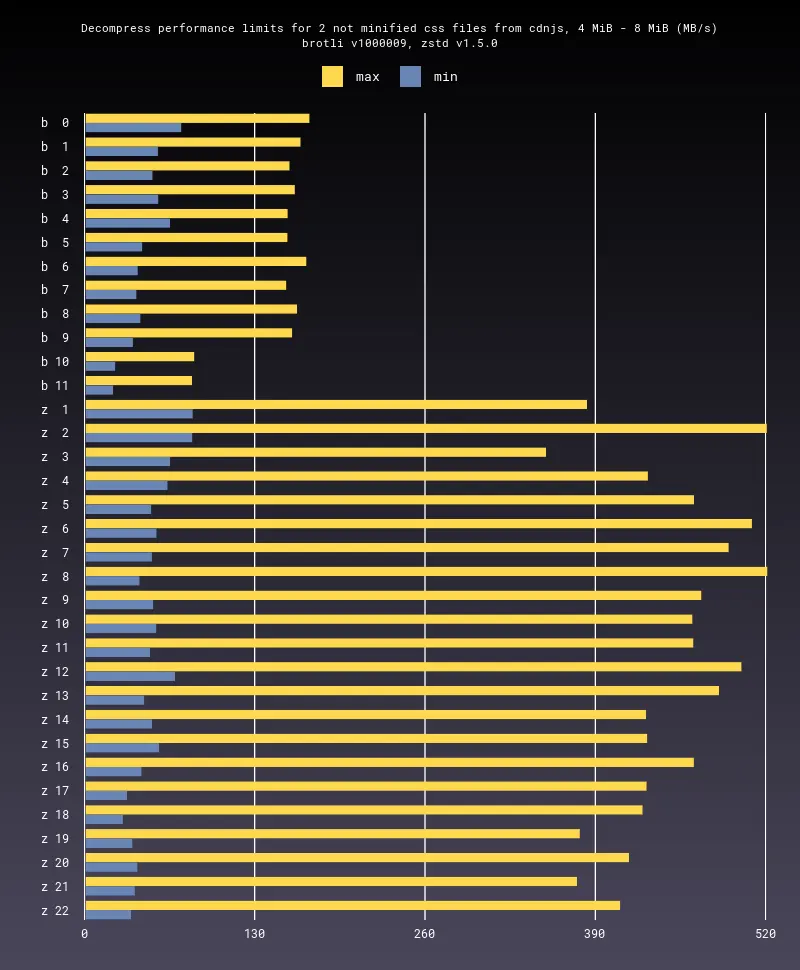 Decompress performance limits for 2 not minified css files from cdnjs, 4 MiB - 8 MiB (MB/s)
brotli v1000009, zstd v1.5.0
max min
b 0
b 1
b 2
b 3
b 4
b 5
b 6
b 7
b 8
b 9
b 10
b 11
z 1
z 2
z 3
z 4
z 5
z 6
z 7
z 8
z 9
z 10
z 11
z 12
z 13
z 14
z 15
z 16
z 17
z 18
z 19
z 20
z 21
z 22
0 130 260 390 520